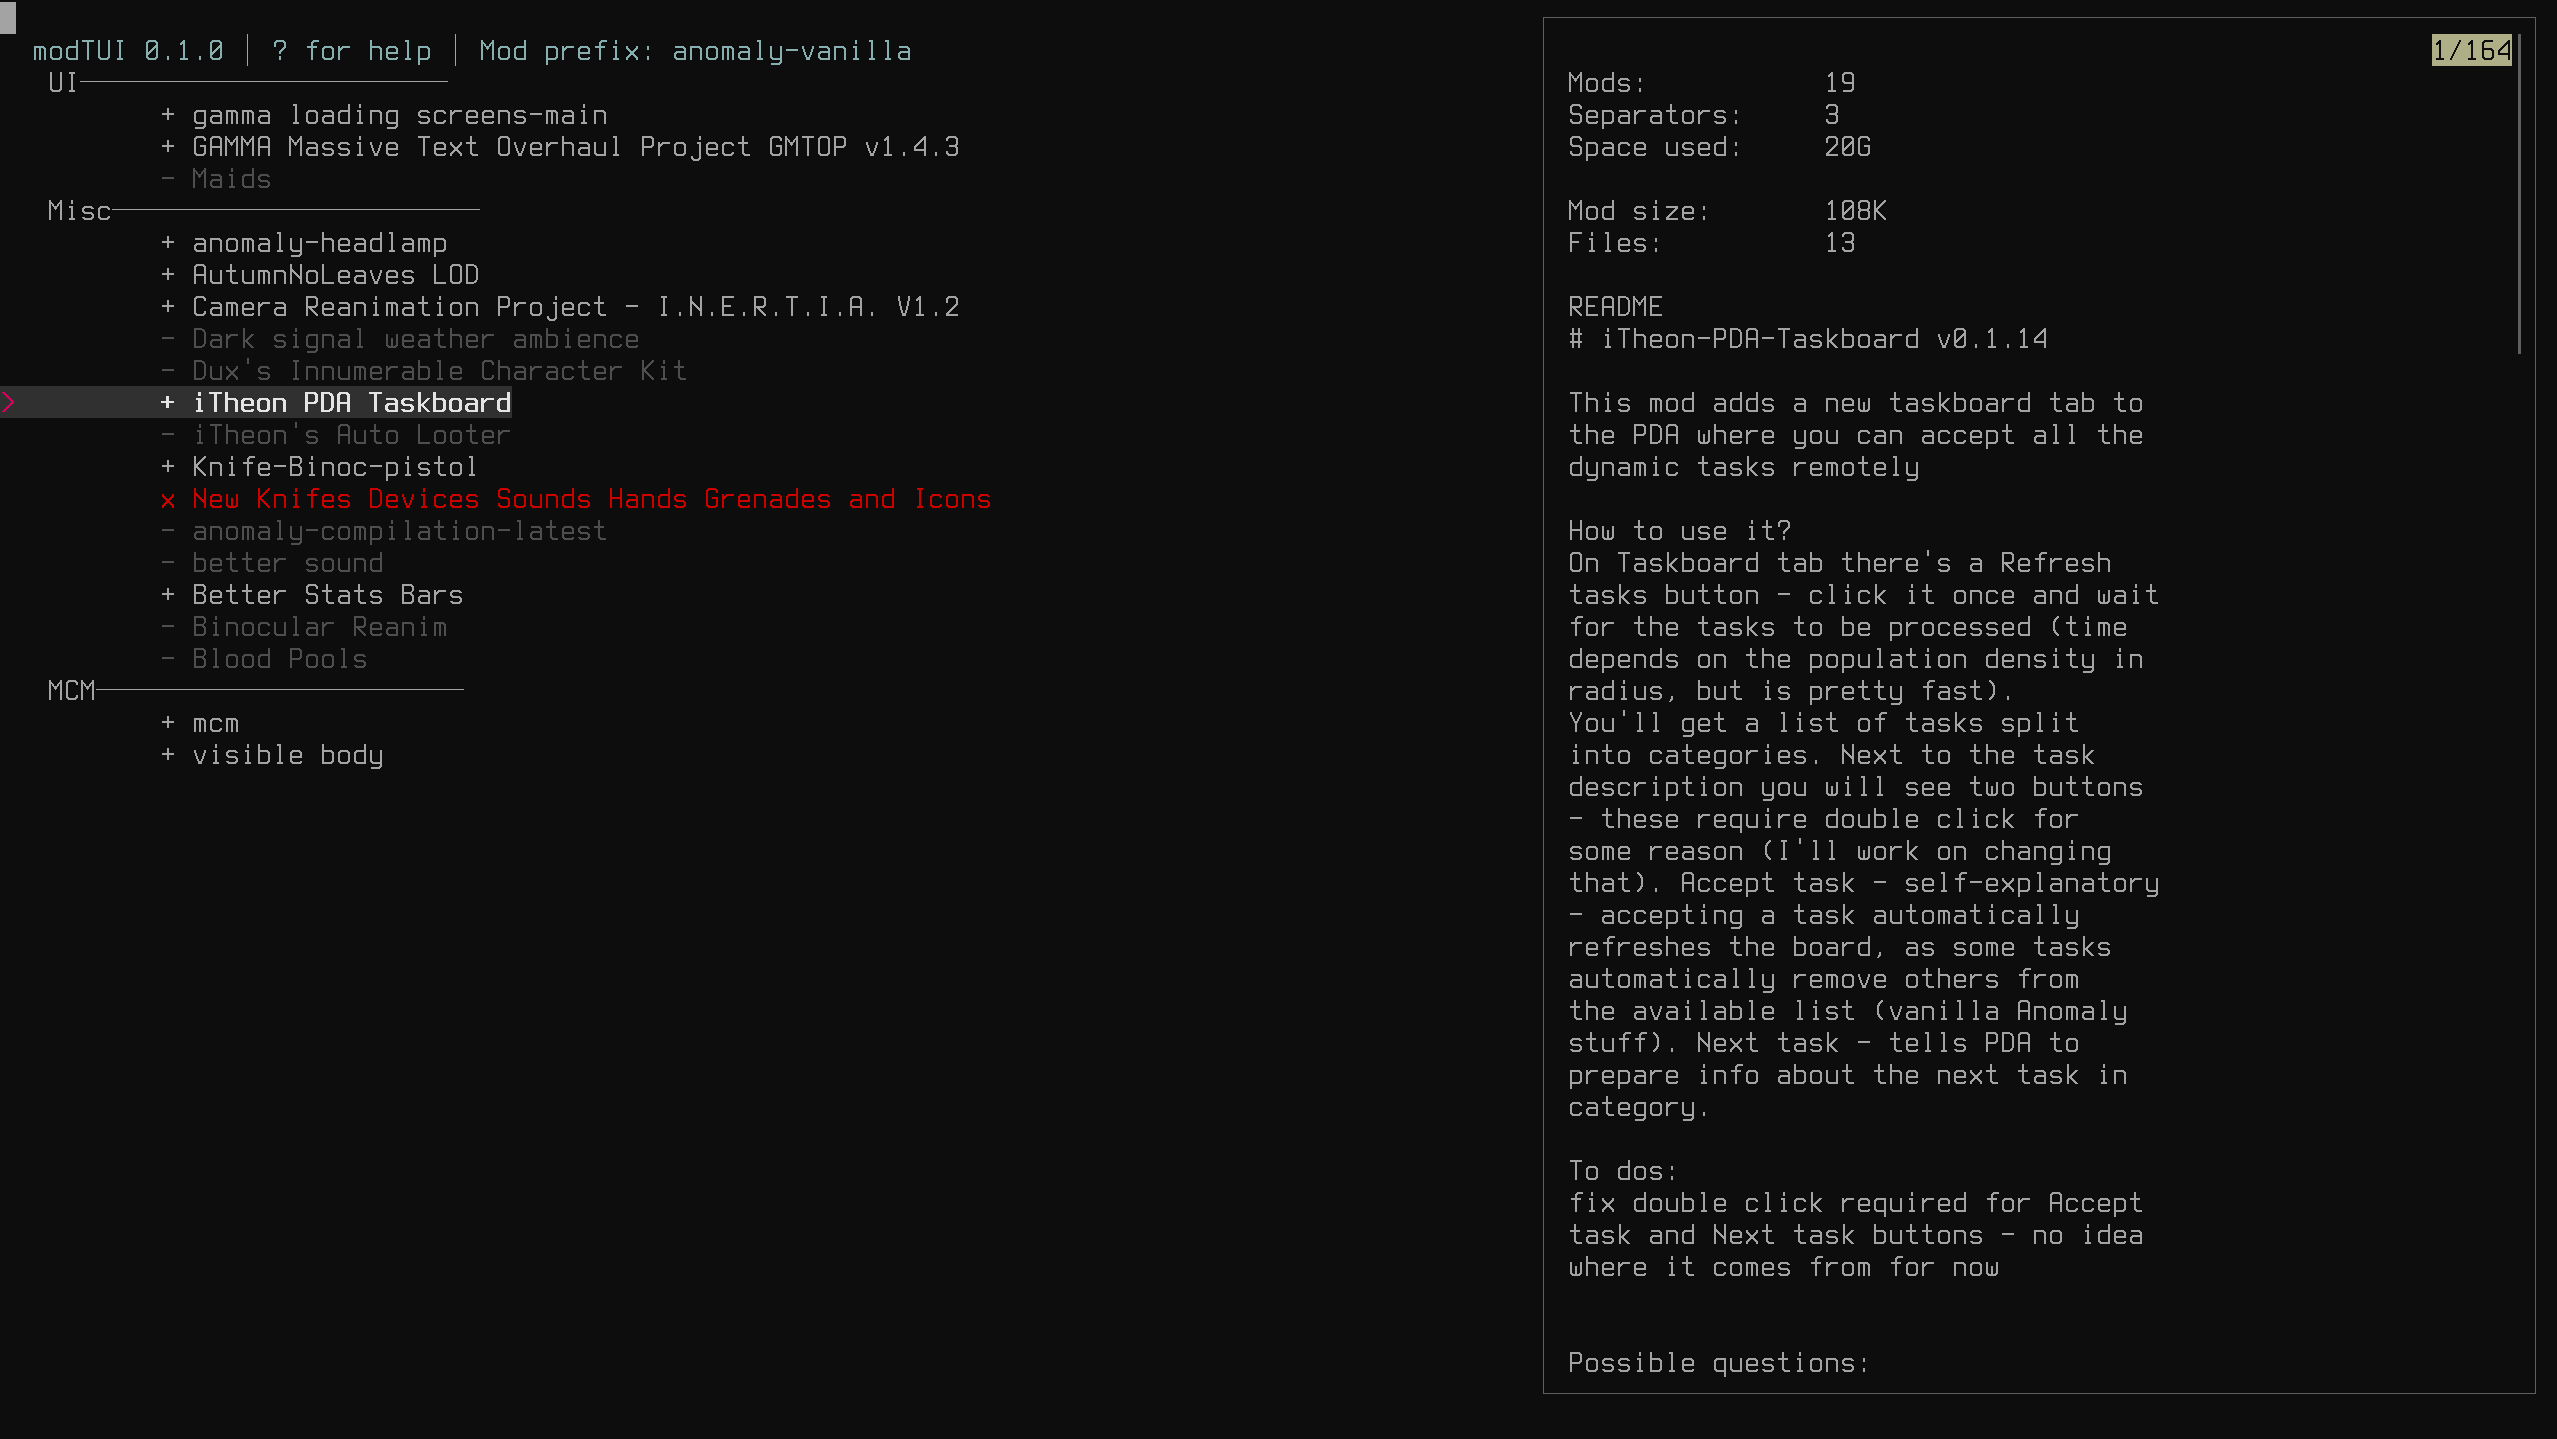 modTUI 0.1.0 │ ? for help │ Mod prefix: anomaly-vanilla
UI
+ gamma loading screens-main
+ GAMMA Massive Text Overhaul Project GMTOP v1.4.3
- Maids
Misc
+ anomaly-headlamp
+ AutumnNoLeaves LOD
+ Camera Reanimation Project - I.N.E.R.T.I.A. V1.2
- Dark signal weather ambience
- Dux's Innumerable Character Kit
> + iTheon PDA Taskboard
- iTheon's Auto Looter
+ Knife-Binoc-pistol
x New Knifes Devices Sounds Hands Grenades and Icons
- anomaly-compilation-latest
- better sound
+ Better Stats Bars
- Binocular Reanim
- Blood Pools
MCM
+ mcm
+ visible body
1/164
Mods: 19
Separators: 3
Space used: 20G
Mod size: 108K
Files: 13
README
# iTheon-PDA-Taskboard v0.1.14
This mod adds a new taskboard tab to
the PDA where you can accept all the
dynamic tasks remotely
How to use it?
On Taskboard tab there's a Refresh
tasks button - click it once and wait
for the tasks to be processed (time
depends on the population density in
radius, but is pretty fast).
You'll get a list of tasks split
into categories. Next to the task
description you will see two buttons
- these require double click for
some reason (I'll work on changing
that). Accept task - self-explanatory
- accepting a task automatically
refreshes the board, as some tasks
automatically remove others from
the available list (vanilla Anomaly
stuff). Next task - tells PDA to
prepare info about the next task in
category.
To dos:
fix double click required for Accept
task and Next task buttons - no idea
where it comes from for now
Possible questions: